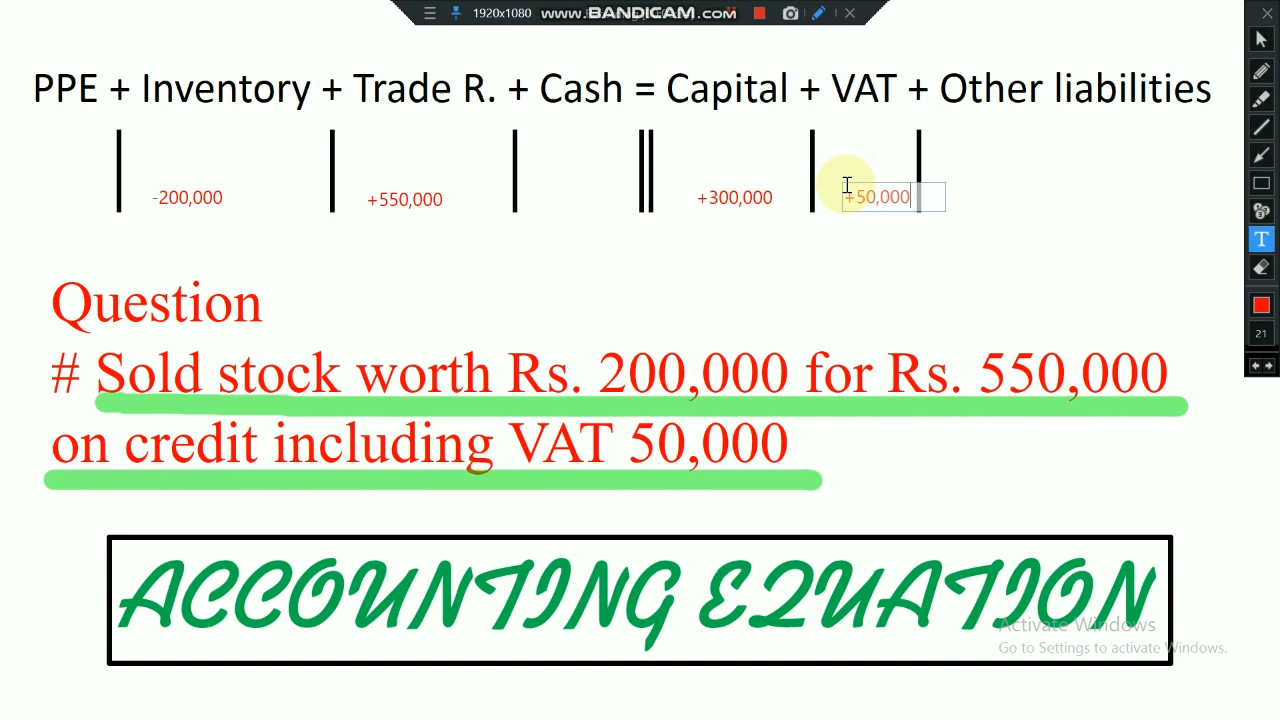 1920x1080 www.BANDICAM.com
PPE + Inventory + Trade R. + Cash = Capital + VAT + Other liabilities
-200,000 +550,000 +300,000 +50,000
Question
# Sold stock worth Rs. 200,000 for Rs. 550,000
on credit including VAT 50,000
ACCOUNTING EQUATION
Activate Windows
Go to Settings to activate Windows.
T
21